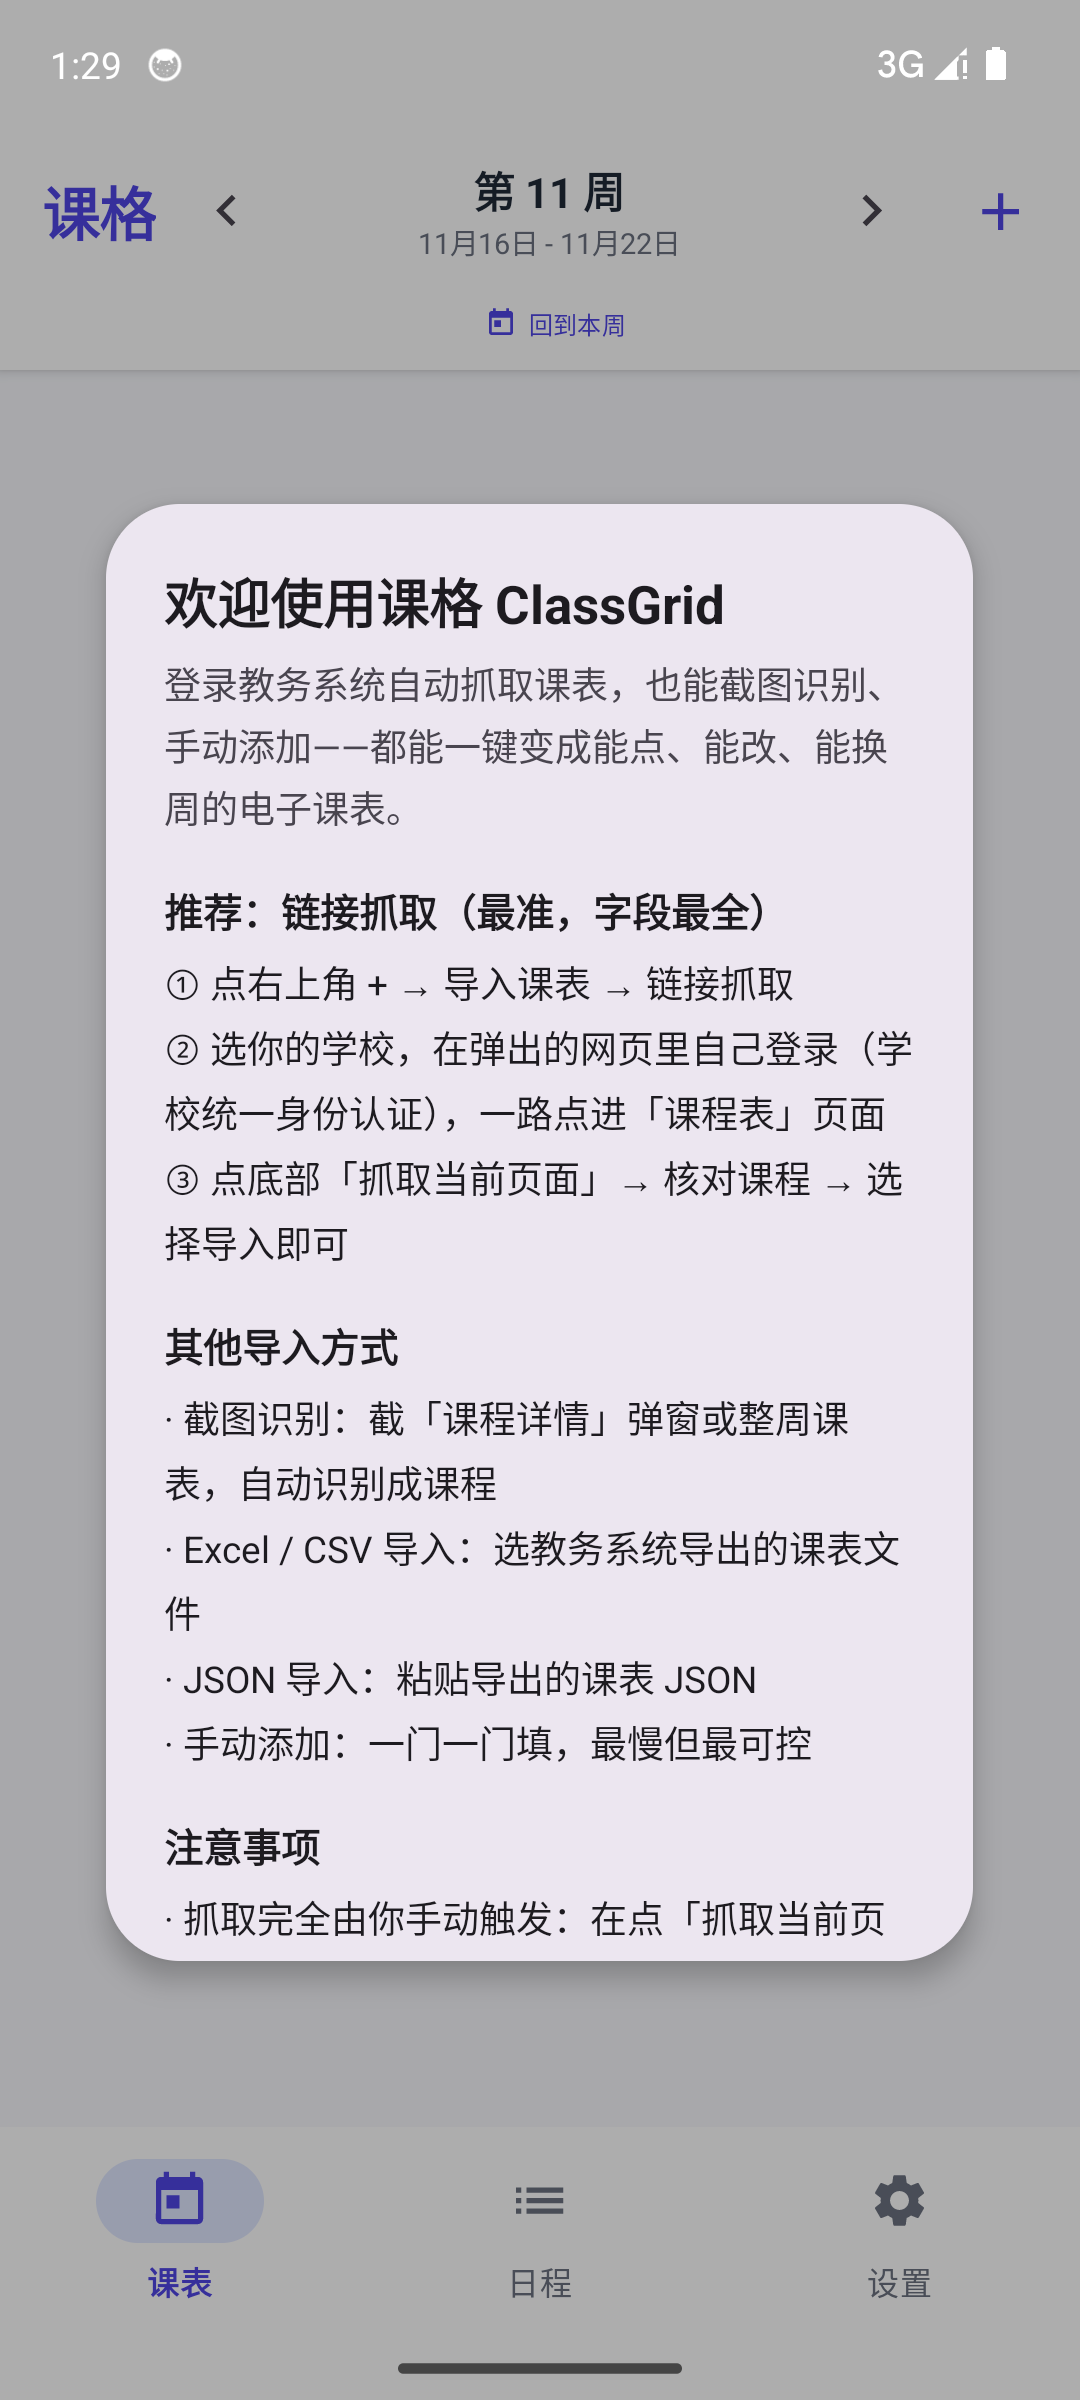 1:29
3G
课格
第 11 周
11月16日 - 11月22日
回到本周
欢迎使用课格 ClassGrid
登录教务系统自动抓取课表，也能截图识别、
手动添加——都能一键变成能点、能改、能换
周的电子课表。
推荐：链接抓取（最准，字段最全）
① 点右上角 + → 导入课表 → 链接抓取
② 选你的学校，在弹出的网页里自己登录（学
校统一身份认证），一路点进「课程表」页面
③ 点底部「抓取当前页面」→ 核对课程 → 选
择导入即可
其他导入方式
· 截图识别：截「课程详情」弹窗或整周课
表，自动识别成课程
· Excel / CSV 导入：选教务系统导出的课表文
件
· JSON 导入：粘贴导出的课表 JSON
· 手动添加：一门一门填，最慢但最可控
注意事项
· 抓取完全由你手动触发：在点「抓取当前页
课表
日程
设置